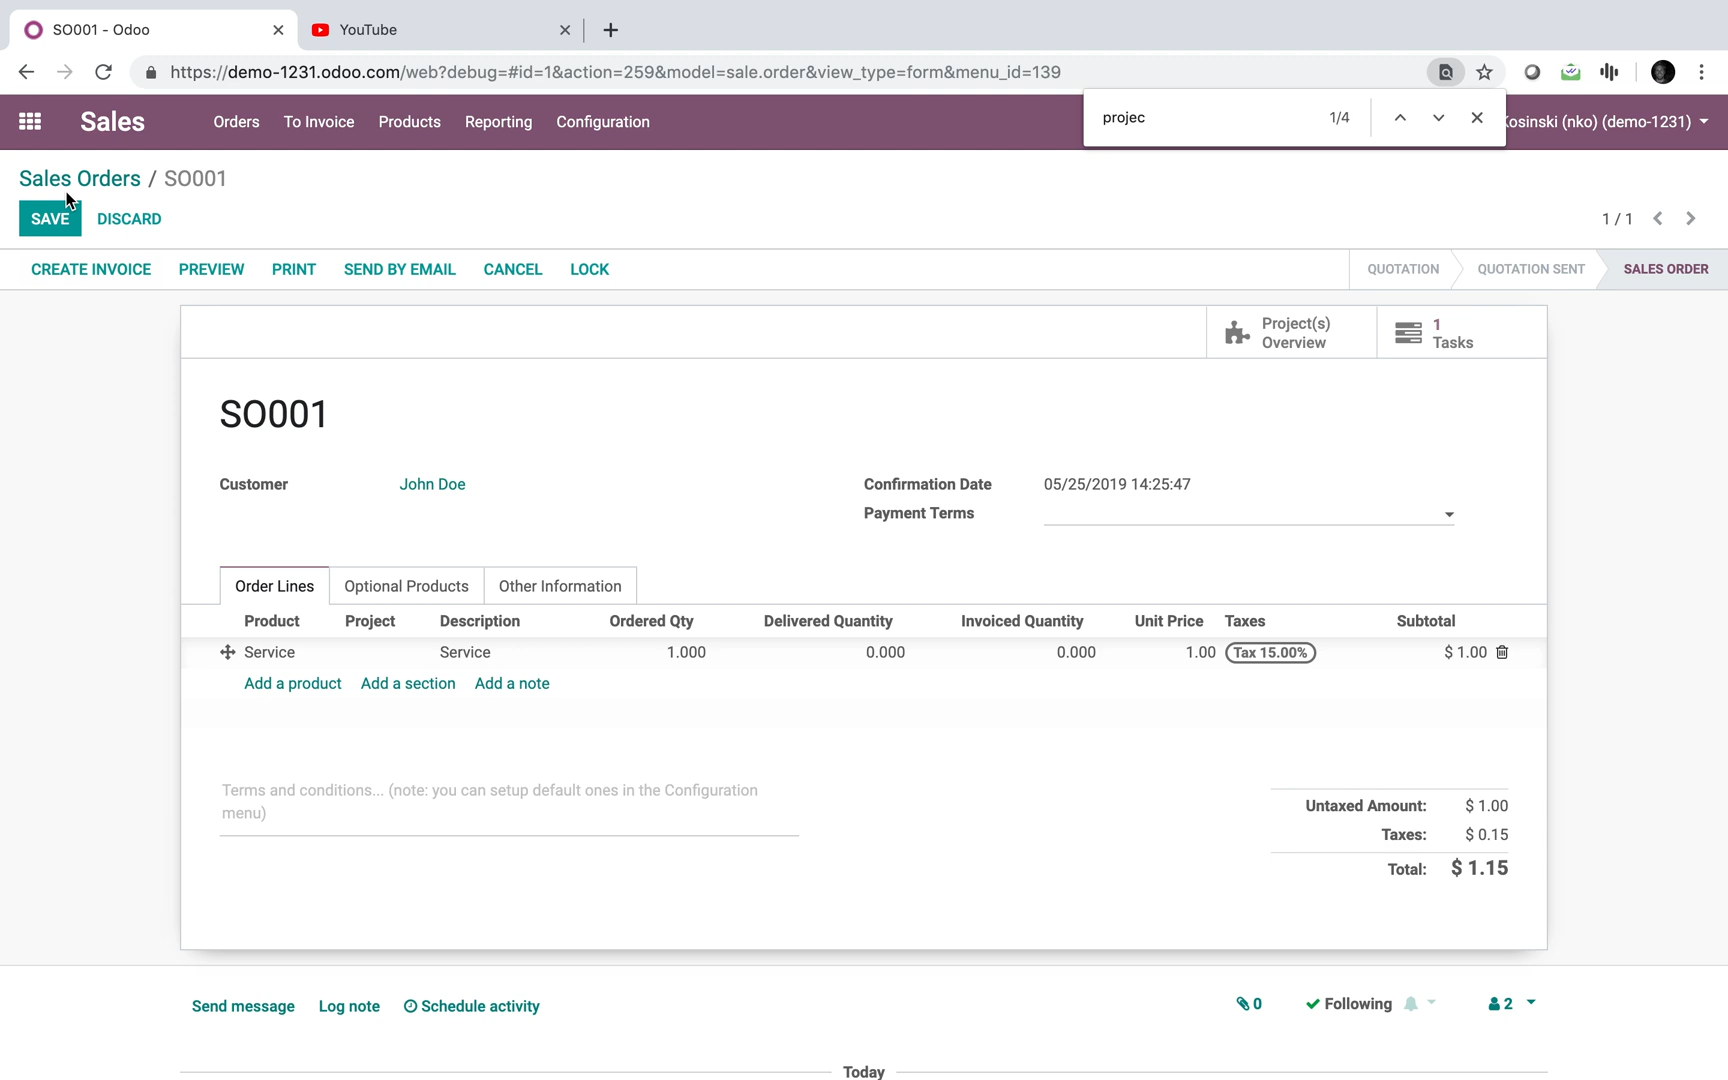 SO001 - Odoo
YouTube
https://demo-1231.odoo.com/web?debug=#id=1&action=259&model=sale.order&view_type=form&menu_id=139
Sales Orders To Invoice Products Reporting Configuration
projec 1/4
Kosinski (nko) (demo-1231)
Sales Orders / SO001
SAVE DISCARD
1 / 1
CREATE INVOICE PREVIEW PRINT SEND BY EMAIL CANCEL LOCK
QUOTATION QUOTATION SENT SALES ORDER
Project(s)
Overview
1
Tasks
SO001
Customer John Doe
Confirmation Date 05/25/2019 14:25:47
Payment Terms
Order Lines Optional Products Other Information
Product Project Description Ordered Qty Delivered Quantity Invoiced Quantity Unit Price Taxes Subtotal
Service Service 1.000 0.000 0.000 1.00 Tax 15.00% $ 1.00
Add a product Add a section Add a note
Terms and conditions... (note: you can setup default ones in the Configuration
menu)
Untaxed Amount: $ 1.00
Taxes: $ 0.15
Total: $ 1.15
Send message Log note Schedule activity
0 Following 2
Today